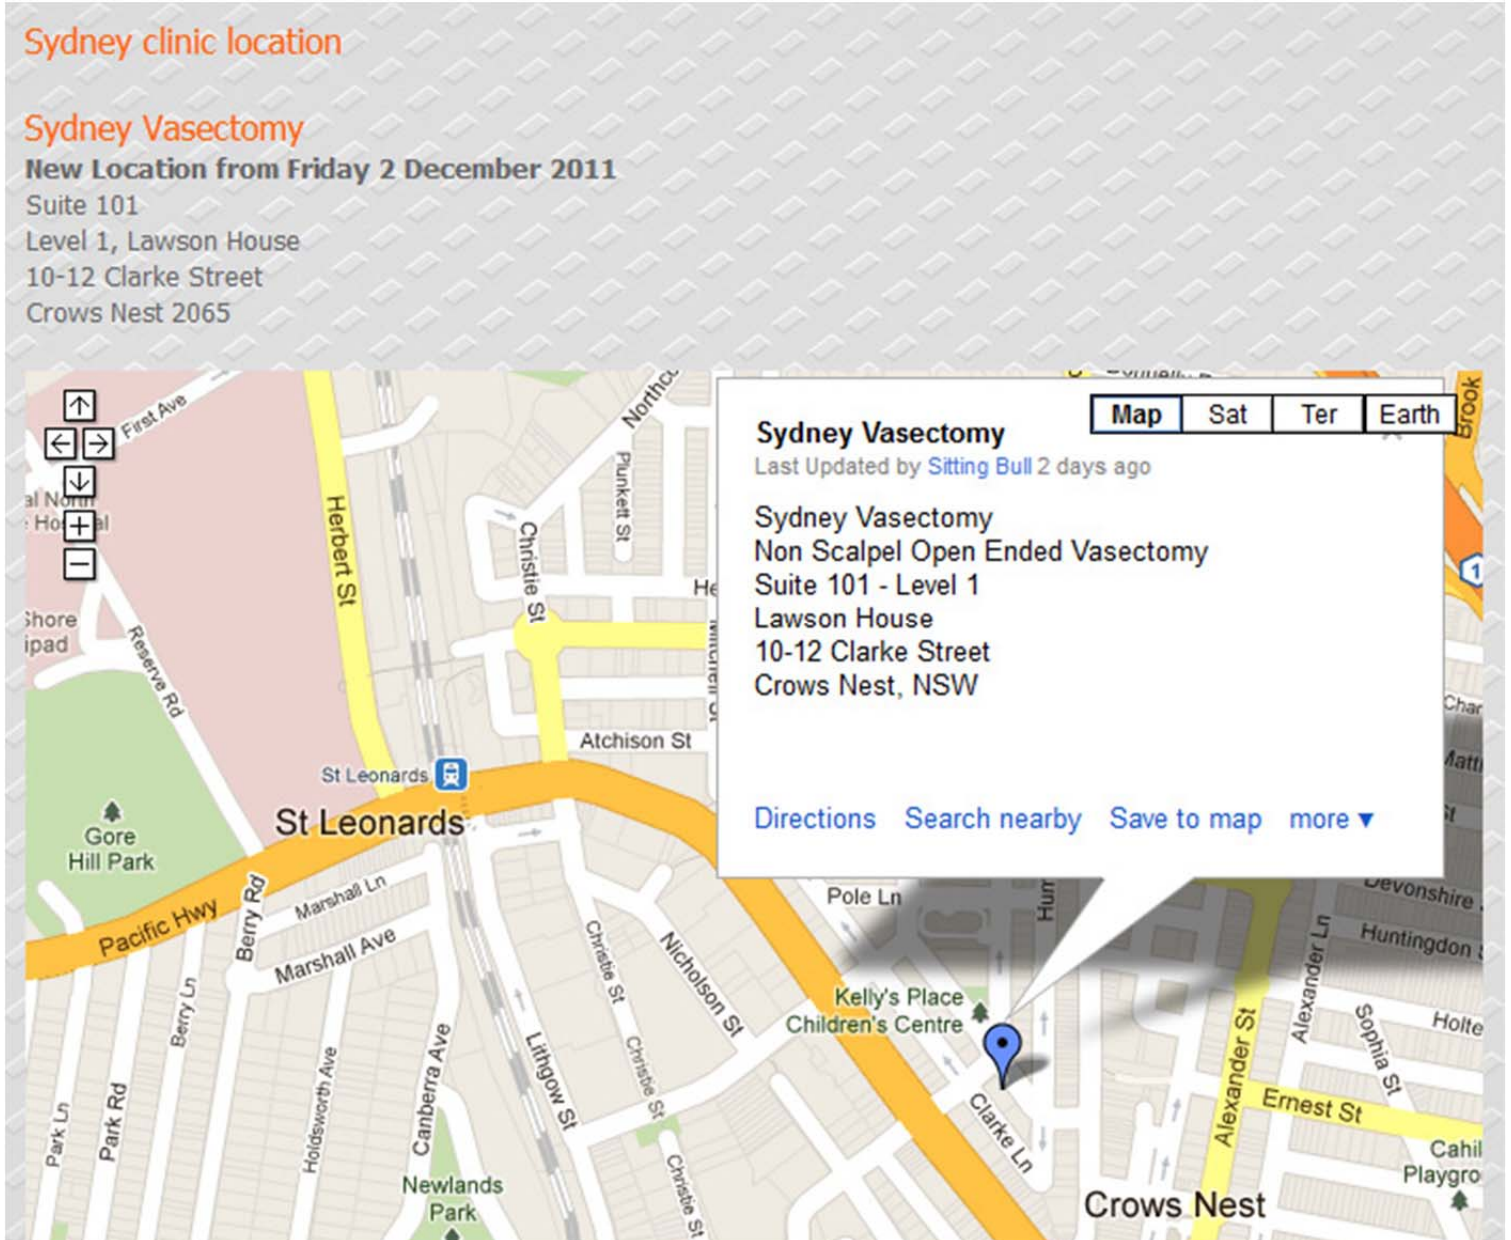 Sydney clinic location
Sydney Vasectomy
New Location from Friday 2 December 2011
Suite 101
Level 1, Lawson House
10-12 Clarke Street
Crows Nest 2065
Map
Sat
Ter
Earth
Sydney Vasectomy
Last Updated by Sitting Bull 2 days ago
Sydney Vasectomy
Non Scalpel Open Ended Vasectomy
Suite 101 - Level 1
Lawson House
10-12 Clarke Street
Crows Nest, NSW
Directions Search nearby Save to map more ▼
First Ave
Plunkett St
Herbert St
Christie St
Brook
1
Reserve Rd
Atchison St
St Leonards
St Leonards
Gore
Hill Park
Pacific Hwy
Berry Rd
Marshall Ln
Marshall Ave
Berry Ln
Pole Ln
Huntingdon
Alexander Ln
Christie St
Nicholson St
Kelly's Place
Children's Centre
Canberra Ave
Lithgow St
Christie St
Holdsworth Ave
Park Ln
Park Rd
Newlands
Park
Christie St
Clarke Ln
Alexander St
Sophia St
Ernest St
Crows Nest